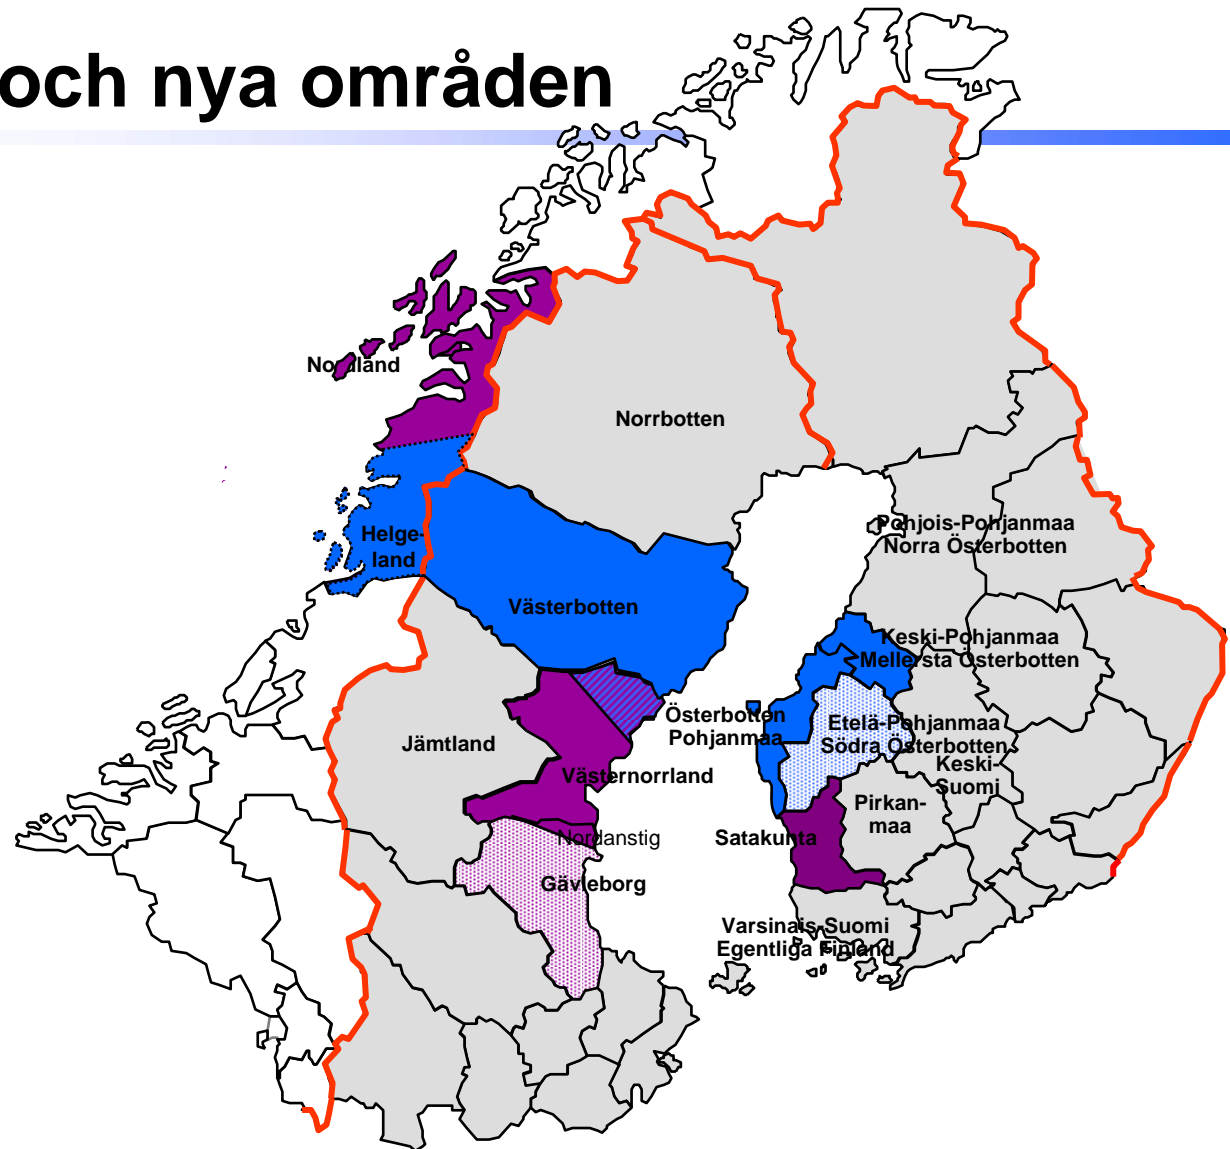 och nya områden
Nordland
Norrbotten
Helge-
land
Pohjois-Pohjanmaa
Norra Österbotten
Västerbotten
Keski-Pohjanmaa
Mellersta Österbotten
Österbotten
Pohjanmaa
Etelä-Pohjanmaa
Södra Österbotten
Jämtland
Keski-
Suomi
Västernorrland
Pirkan-
maa
Nordanstig
Satakunta
Gävleborg
Varsinais-Suomi
Egentliga Finland